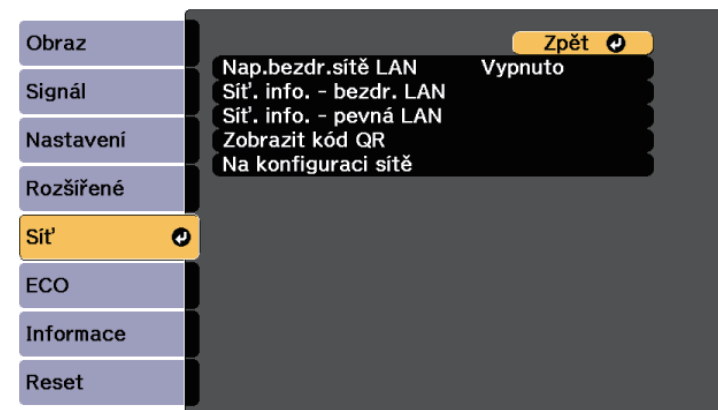 Obraz
Signál
Nastavení
Rozšířené
Síť
ECO
Informace
Reset
Zpět
Nap.bezdr.sítě LAN Vypnuto
Síť. info. - bezdr. LAN
Síť. info. - pevná LAN
Zobrazit kód QR
Na konfiguraci sítě